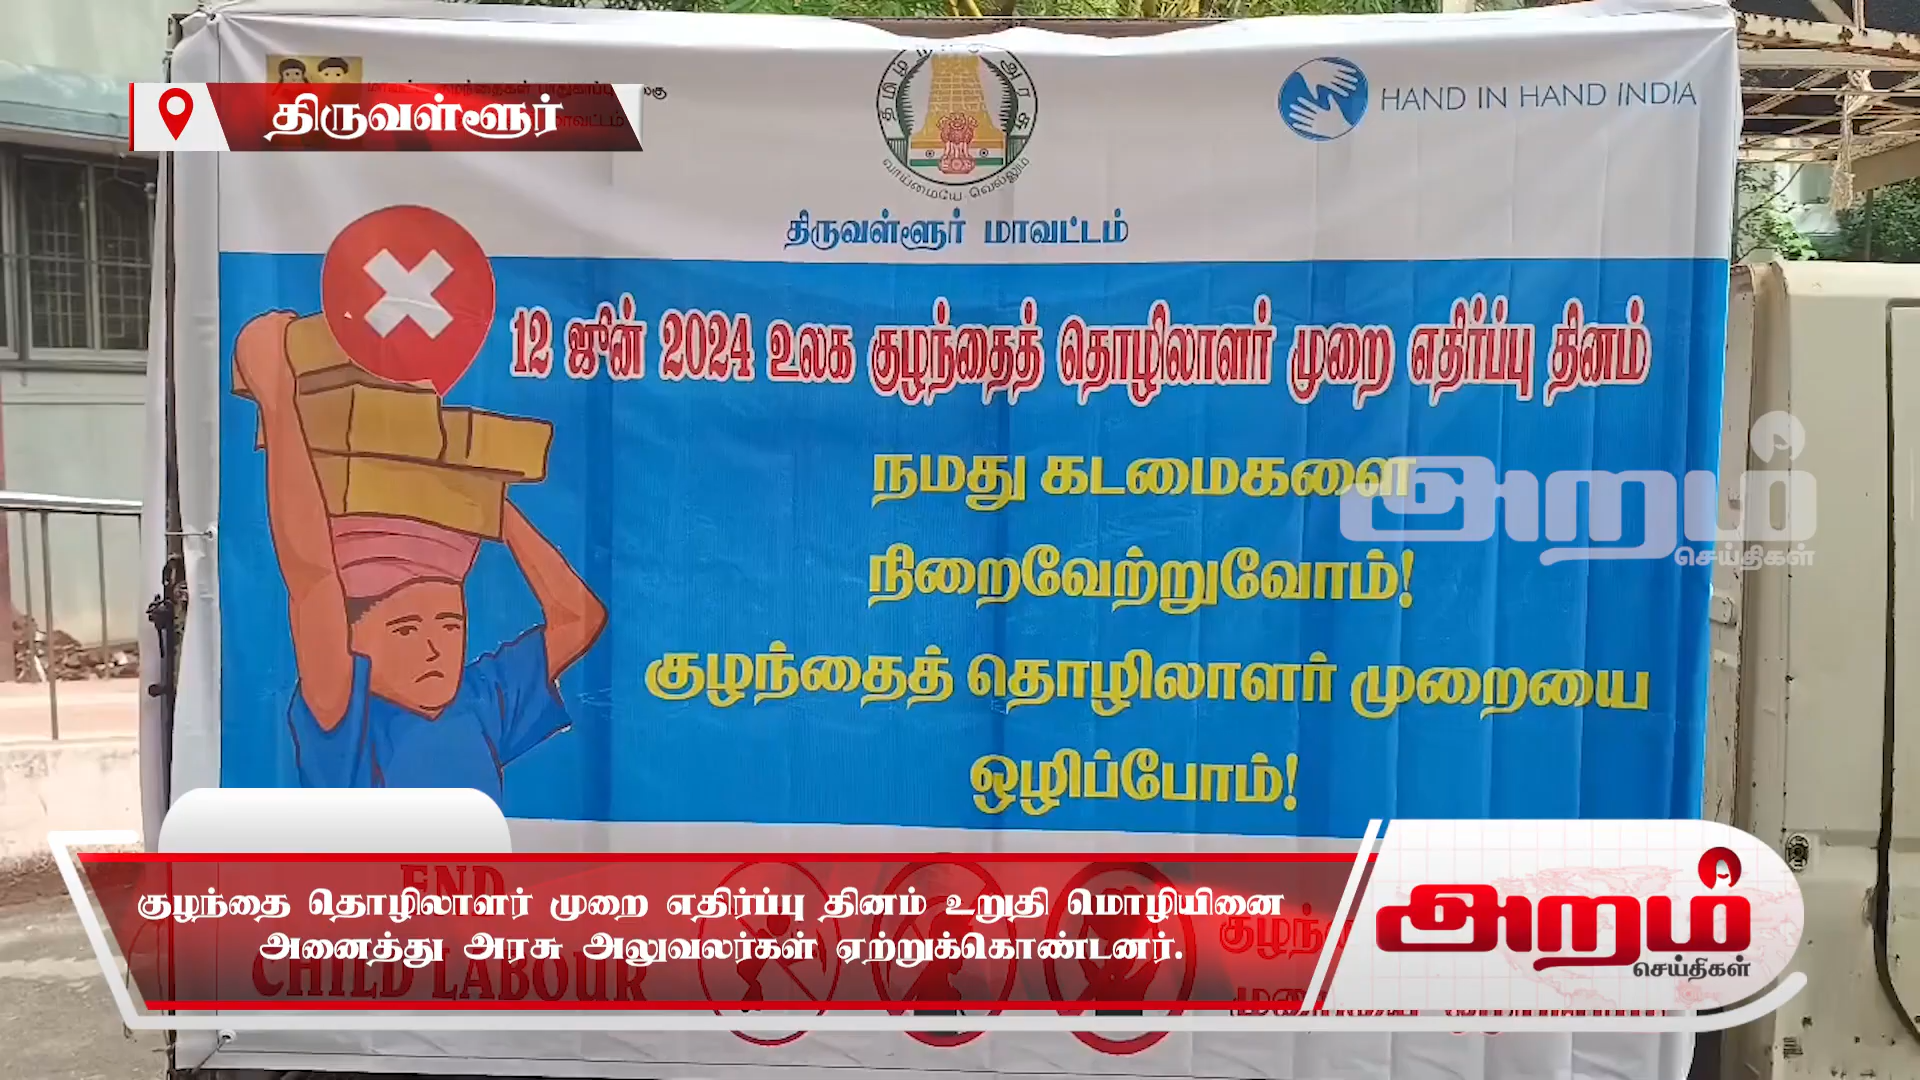 திருவள்ளூர்
தமிழ் நாடு அரசு
வாய்மையே வெல்லும்
HAND IN HAND INDIA
திருவள்ளூர் மாவட்டம்
12 ஜூன் 2024 உலக குழந்தைத் தொழிலாளர் முறை எதிர்ப்பு தினம்
நமது கடமைகளை
நிறைவேற்றுவோம்!
குழந்தைத் தொழிலாளர் முறையை
ஒழிப்போம்!
அறம்
செய்திகள்
END
CHILD LABOUR
குழந்தை தொழிலாளர் முறை எதிர்ப்பு தினம் உறுதி மொழியினை
அனைத்து அரசு அலுவலர்கள் ஏற்றுக்கொண்டனர்.
அறம்
செய்திகள்